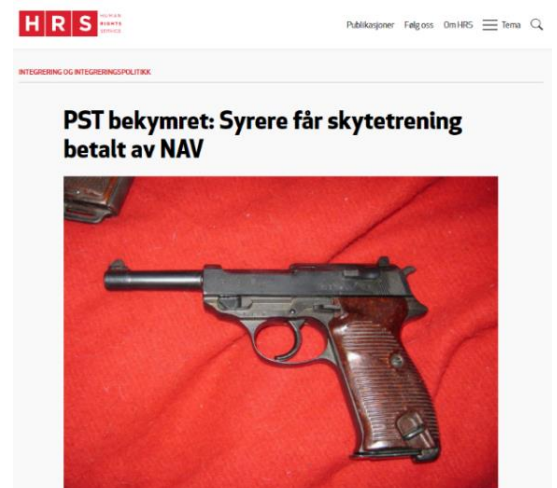 HRS HUMAN
RIGHTS
SERVICE
Publikasjoner Følg oss Om HRS Tema
INTEGRERING OG INTEGRERINGSPOLITIKK
PST bekymret: Syrere får skytetrening
betalt av NAV